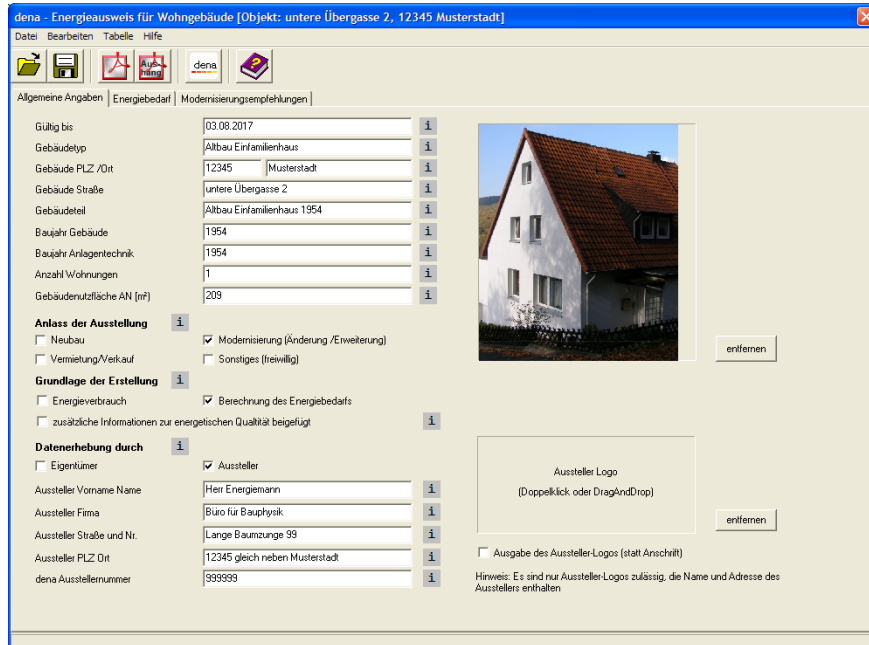 dena - Energieausweis für Wohngebäude [Objekt: untere Übergasse 2, 12345 Musterstadt]
Datei Bearbeiten Tabelle Hilfe
Aus-hang dena ?
Allgemeine Angaben Energiebedarf Modernisierungsempfehlungen
Gültig bis 03.08.2017 i
Gebäudetyp Altbau Einfamilienhaus i
Gebäude PLZ /Ort 12345 Musterstadt i
Gebäude Straße untere Übergasse 2 i
Gebäudeteil Altbau Einfamilienhaus 1954 i
Baujahr Gebäude 1954 i
Baujahr Anlagentechnik 1954 i
Anzahl Wohnungen 1 i
Gebäudenutzfläche AN [m²] 209 i
Anlass der Ausstellung i
Neubau Modernisierung (Änderung /Erweiterung)
Vermietung/Verkauf Sonstiges (freiwillig)
entfernen
Grundlage der Erstellung i
Energieverbrauch Berechnung des Energiebedarfs
zusätzliche Informationen zur energetischen Qualtität beigefügt i
Datenerhebung durch i
Eigentümer Aussteller
Aussteller Vorname Name Herr Energiemann i
Aussteller Firma Büro für Bauphysik i
Aussteller Straße und Nr. Lange Baumzunge 99 i
Aussteller PLZ Ort 12345 gleich neben Musterstadt i
dena Ausstellernummer 999999 i
Aussteller Logo
(Doppelklick oder DragAndDrop)
entfernen
Ausgabe des Aussteller-Logos (statt Anschrift)
Hinweis: Es sind nur Aussteller-Logos zulässig, die Name und Adresse des
Ausstellers enthalten